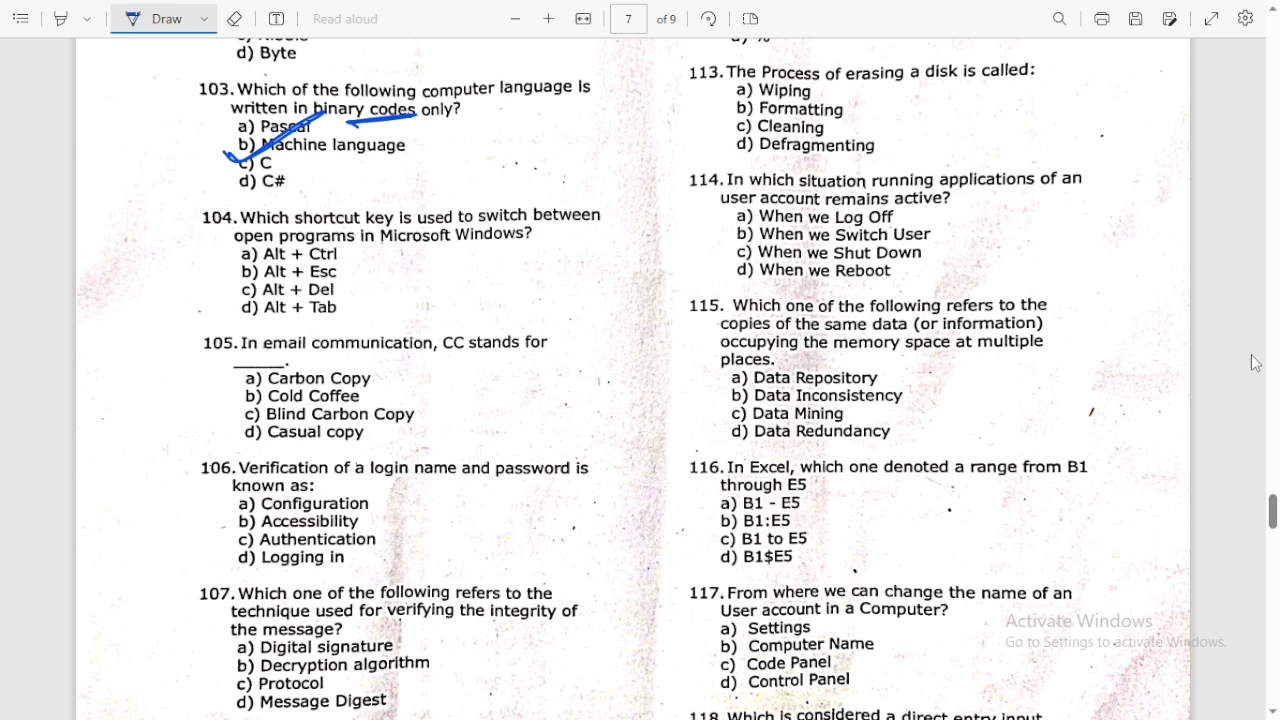 Draw
Read aloud
7
of 9
d) Byte
103. Which of the following computer language is
written in binary codes only?
a) Pascal
b) Machine language
c) C
d) C#
104. Which shortcut key is used to switch between
open programs in Microsoft Windows?
a) Alt + Ctrl
b) Alt + Esc
c) Alt + Del
d) Alt + Tab
105. In email communication, CC stands for
______.
a) Carbon Copy
b) Cold Coffee
c) Blind Carbon Copy
d) Casual copy
106. Verification of a login name and password is
known as:
a) Configuration
b) Accessibility
c) Authentication
d) Logging in
107. Which one of the following refers to the
technique used for verifying the integrity of
the message?
a) Digital signature
b) Decryption algorithm
c) Protocol
d) Message Digest
d) %
113. The Process of erasing a disk is called:
a) Wiping
b) Formatting
c) Cleaning
d) Defragmenting
114. In which situation running applications of an
user account remains active?
a) When we Log Off
b) When we Switch User
c) When we Shut Down
d) When we Reboot
115. Which one of the following refers to the
copies of the same data (or information)
occupying the memory space at multiple
places.
a) Data Repository
b) Data Inconsistency
c) Data Mining
d) Data Redundancy
116. In Excel, which one denoted a range from B1
through E5
a) B1 - E5
b) B1:E5
c) B1 to E5
d) B1$E5
117. From where we can change the name of an
User account in a Computer?
a) Settings
b) Computer Name
c) Code Panel
d) Control Panel
118. Which is considered a direct entry input
Activate Windows
Go to Settings to activate Windows.